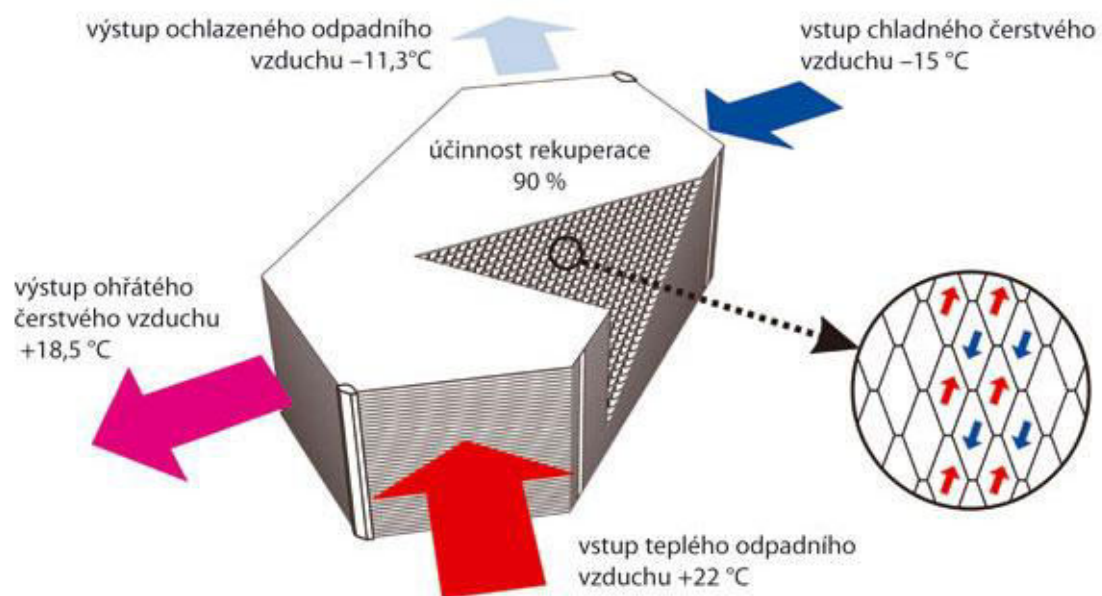 výstup ochlazeného odpadního
vzduchu –11,3°C
vstup chladného čerstvého
vzduchu –15 °C
účinnost rekuperace
90 %
výstup ohřátého
čerstvého vzduchu
+18,5 °C
vstup teplého odpadního
vzduchu +22 °C